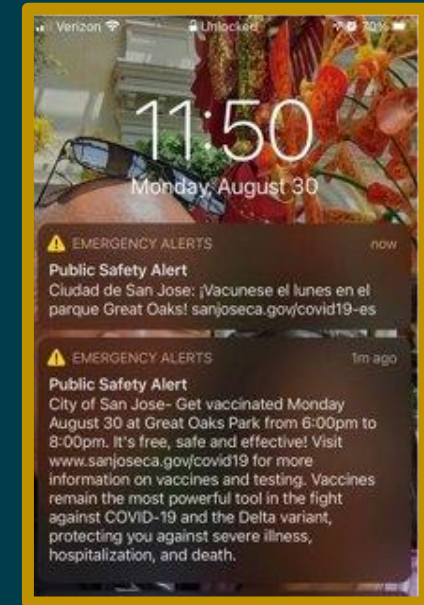 Verizon
Unlocked
70%
11:50
Monday, August 30
EMERGENCY ALERTS now
Public Safety Alert
Ciudad de San Jose: ¡Vacunese el lunes en el
parque Great Oaks! sanjoseca.gov/covid19-es
EMERGENCY ALERTS 1m ago
Public Safety Alert
City of San Jose- Get vaccinated Monday
August 30 at Great Oaks Park from 6:00pm to
8:00pm. It's free, safe and effective! Visit
www.sanjoseca.gov/covid19 for more
information on vaccines and testing. Vaccines
remain the most powerful tool in the fight
against COVID-19 and the Delta variant,
protecting you against severe illness,
hospitalization, and death.